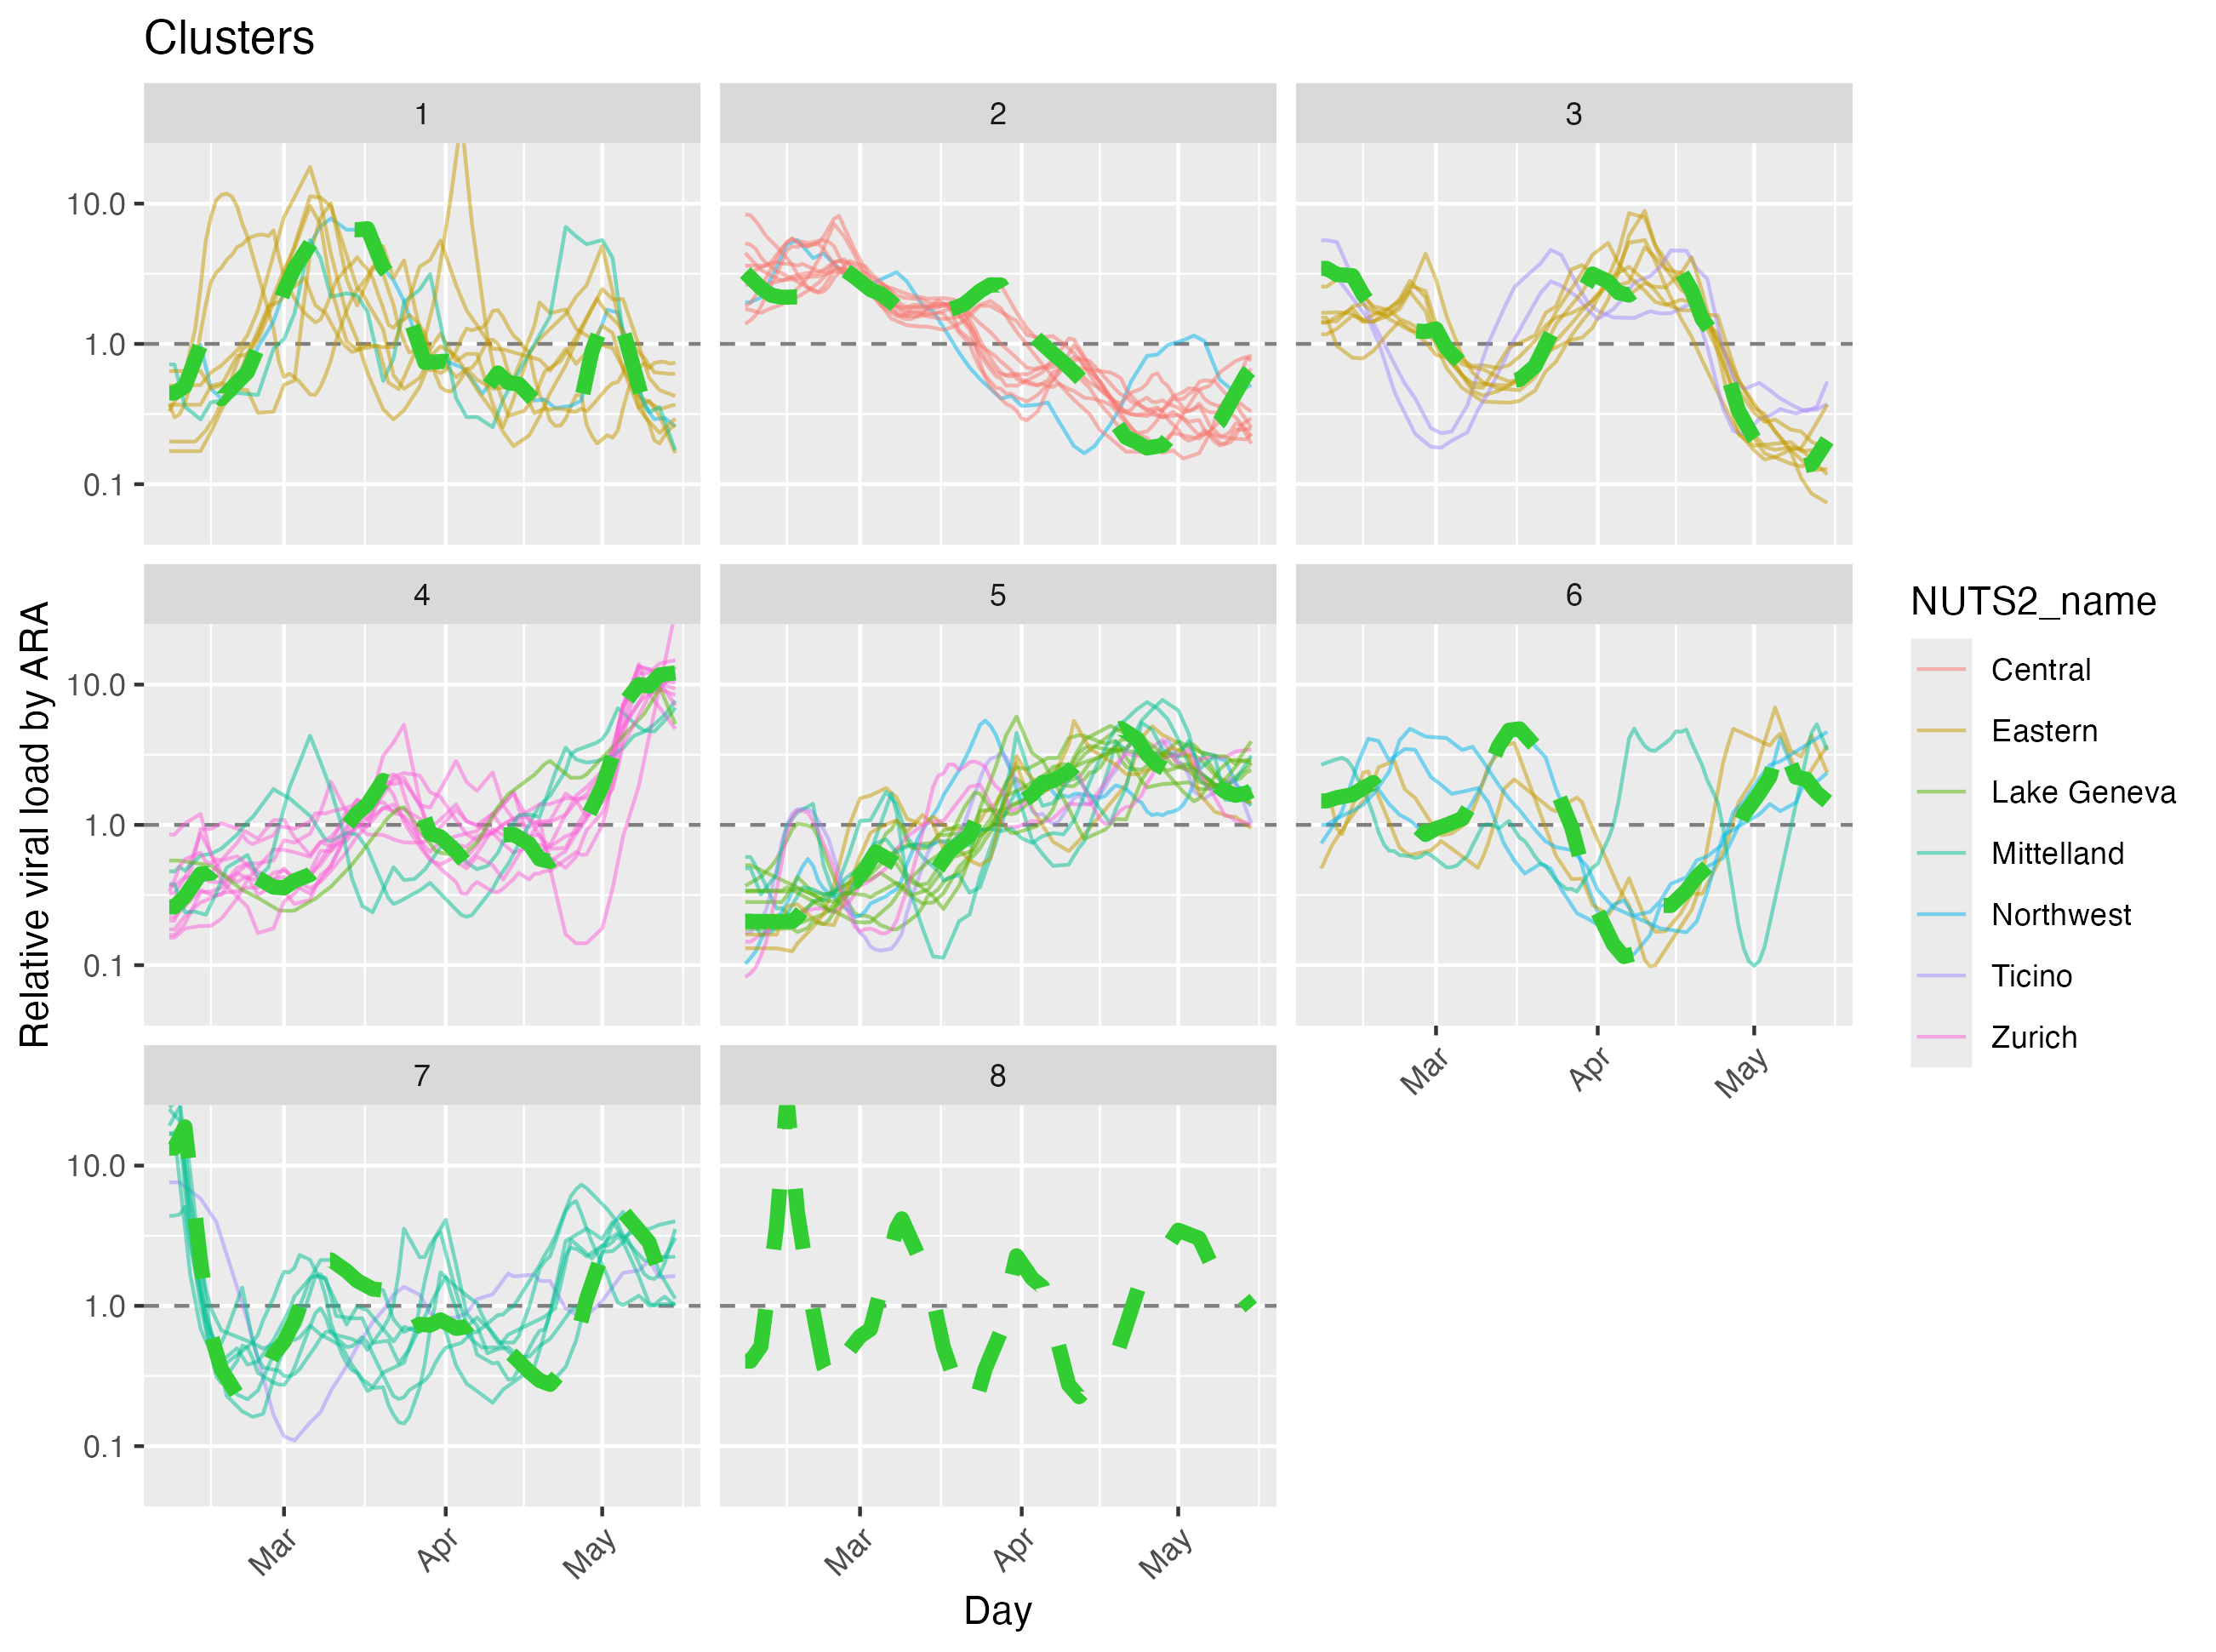 Clusters
1
2
3
10.0
1.0
0.1
4
5
6
10.0
1.0
0.1
Mar
Apr
May
7
8
10.0
1.0
0.1
Mar
Apr
May
Mar
Apr
May
Day
Relative viral load by ARA
NUTS2_name
Central
Eastern
Lake Geneva
Mittelland
Northwest
Ticino
Zurich